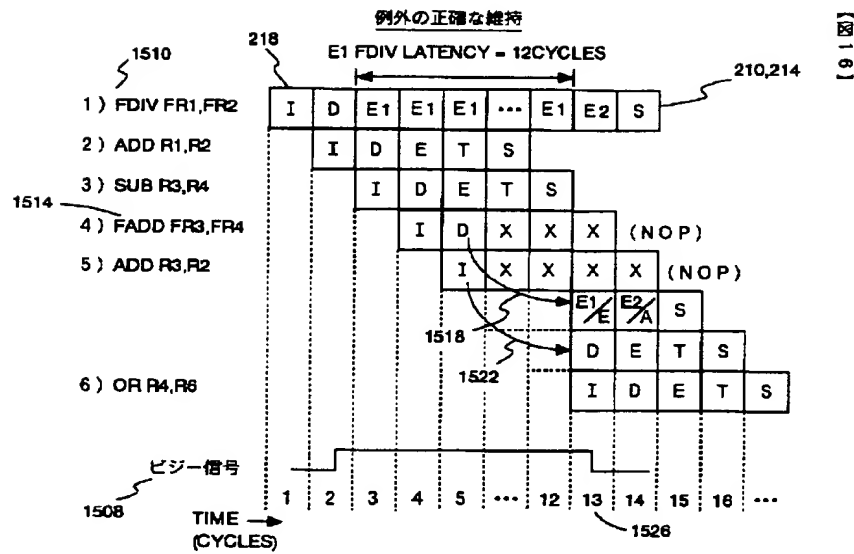 例外の正確な維持
【図16】
1510
218
E1 FDIV LATENCY = 12CYCLES
210,214
1) FDIV FR1,FR2 I D E1 E1 E1 ••• E1 E2 S
2) ADD R1,R2 I D E T S
3) SUB R3,R4 I D E T S
1514
4) FADD FR3,FR4 I D X X X (NOP)
5) ADD R3,R2 I X X X X (NOP)
E1/E E2/A S
1518
D E T S
1522
6) OR R4,R6 I D E T S
ビジー信号
1508
1 2 3 4 5 ••• 12 13 14 15 16 •••
TIME → 1526
(CYCLES)